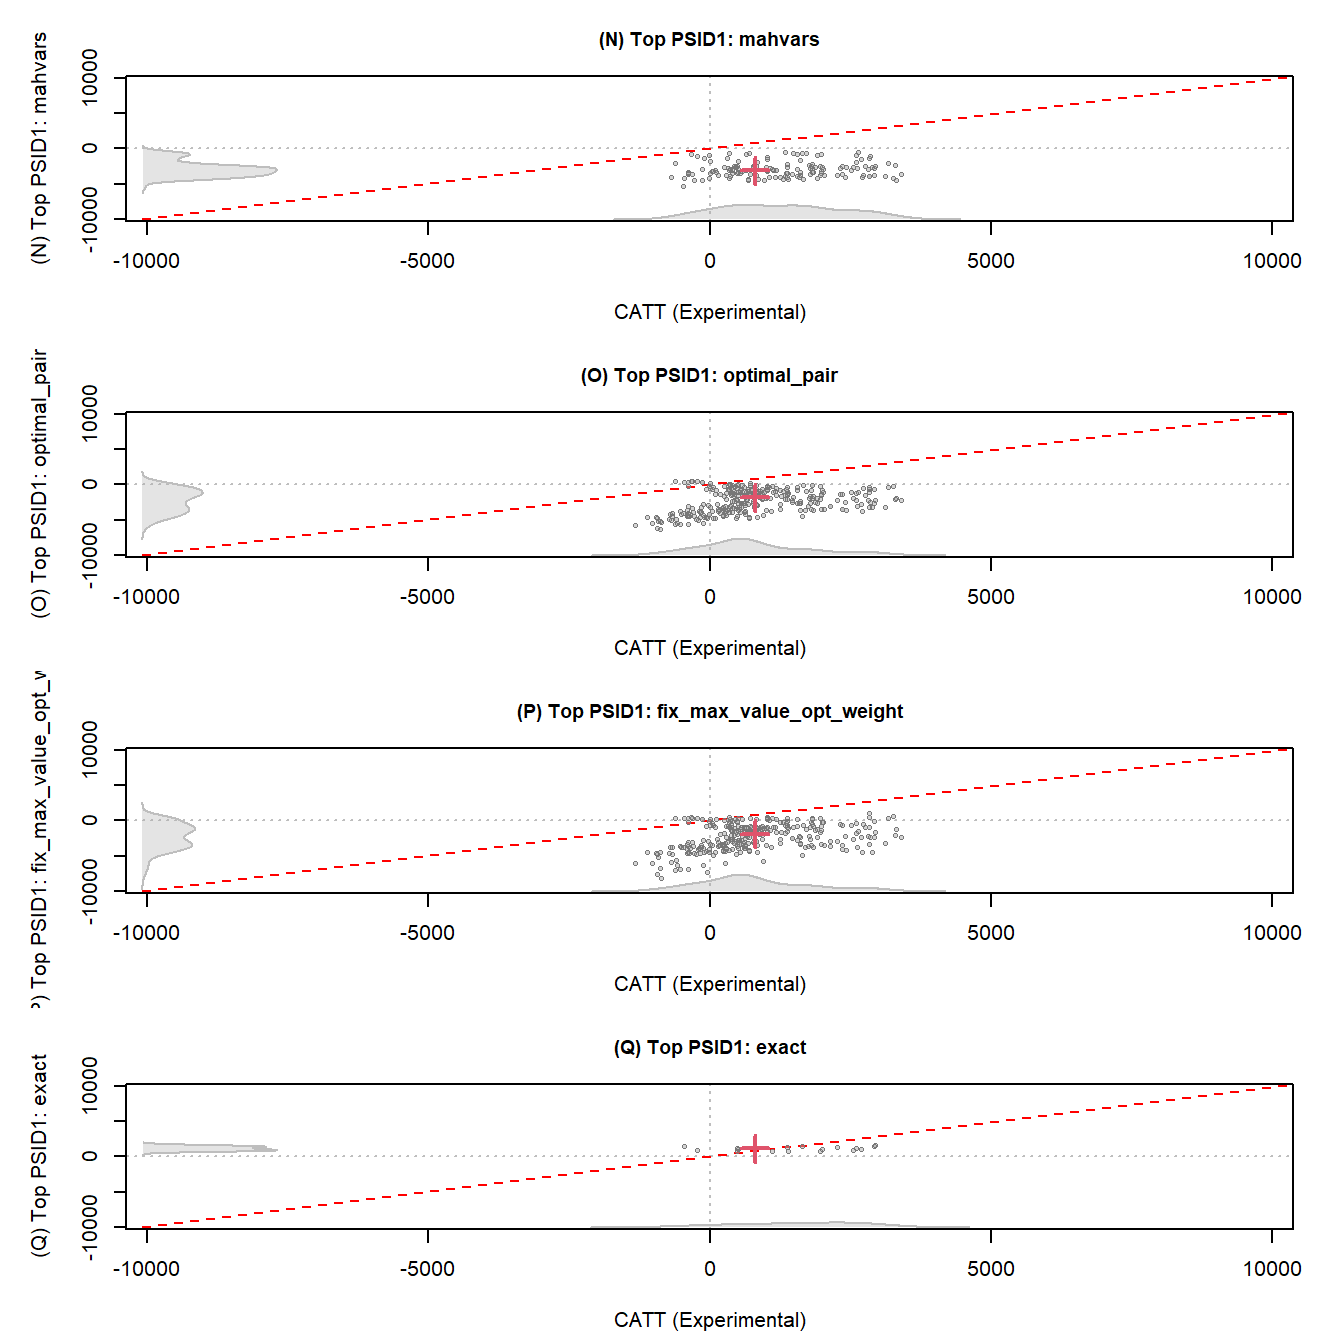 (N) Top PSID1: mahvars
(N) Top PSID1: mahvars
10000
0
-10000
-10000
-5000
0
5000
10000
CATT (Experimental)
(O) Top PSID1: optimal_pair
(O) Top PSID1: optimal_pair
10000
0
-10000
-10000
-5000
0
5000
10000
CATT (Experimental)
(P) Top PSID1: fix_max_value_opt_weight
P) Top PSID1: fix_max_value_opt_w
10000
0
-10000
-10000
-5000
0
5000
10000
CATT (Experimental)
(Q) Top PSID1: exact
(Q) Top PSID1: exact
10000
0
-10000
-10000
-5000
0
5000
10000
CATT (Experimental)